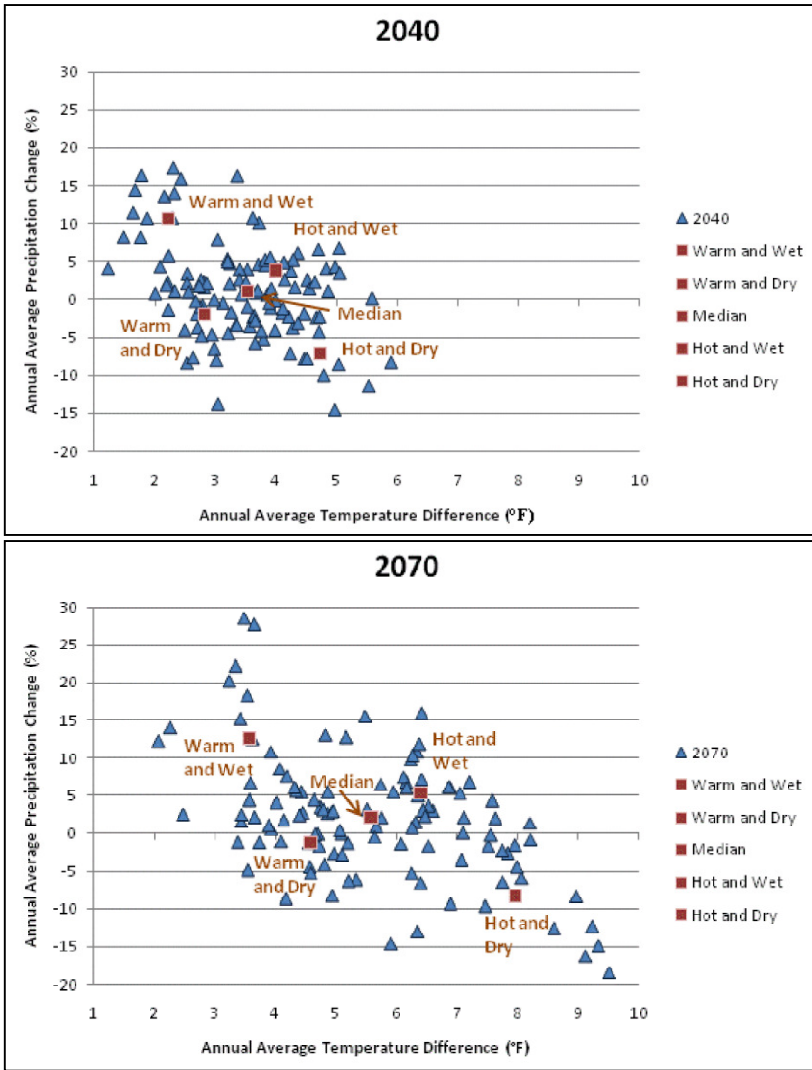 2040
Annual Average Precipitation Change (%)
30
25
20
15
10
5
0
-5
-10
-15
-20
Warm and Wet
Hot and Wet
Median
Warm
and Dry
Hot and Dry
1 2 3 4 5 6 7 8 9 10
Annual Average Temperature Difference (°F)
2040
Warm and Wet
Warm and Dry
Median
Hot and Wet
Hot and Dry
2070
Annual Average Precipitation Change (%)
30
25
20
15
10
5
0
-5
-10
-15
-20
Warm
and Wet
Median
Hot and
Wet
Warm
and Dry
Hot and
Dry
1 2 3 4 5 6 7 8 9 10
Annual Average Temperature Difference (°F)
2070
Warm and Wet
Warm and Dry
Median
Hot and Wet
Hot and Dry